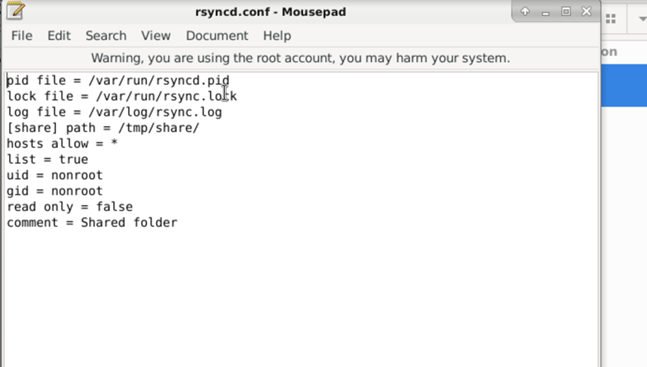 rsyncd.conf - Mousepad
File Edit Search View Document Help
Warning, you are using the root account, you may harm your system.
pid file = /var/run/rsyncd.pid
lock file = /var/run/rsync.lock
log file = /var/log/rsync.log
[share] path = /tmp/share/
hosts allow = *
list = true
uid = nonroot
gid = nonroot
read only = false
comment = Shared folder
on